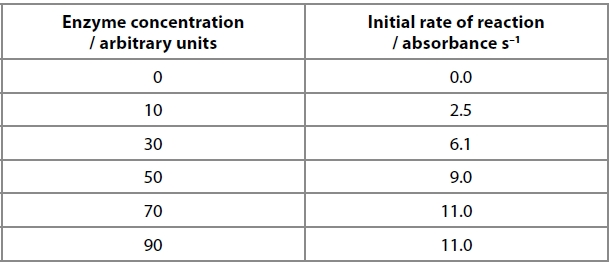 Enzyme concentration / arbitrary units | Initial rate of reaction / absorbance s⁻¹
0 | 0.0
10 | 2.5
30 | 6.1
50 | 9.0
70 | 11.0
90 | 11.0